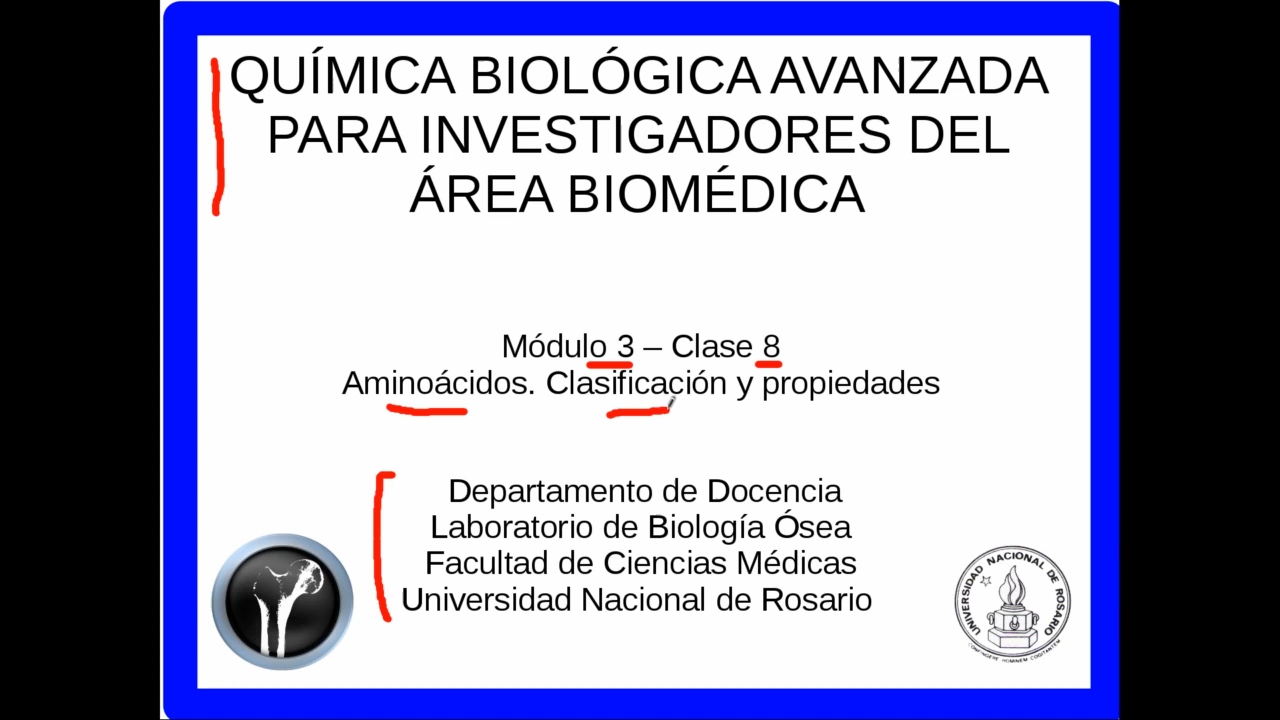 QUÍMICA BIOLÓGICA AVANZADA
PARA INVESTIGADORES DEL
ÁREA BIOMÉDICA
Módulo 3 – Clase 8
Aminoácidos. Clasificación y propiedades
Departamento de Docencia
Laboratorio de Biología Ósea
Facultad de Ciencias Médicas
Universidad Nacional de Rosario
UNIVERSIDAD NACIONAL DE ROSARIO